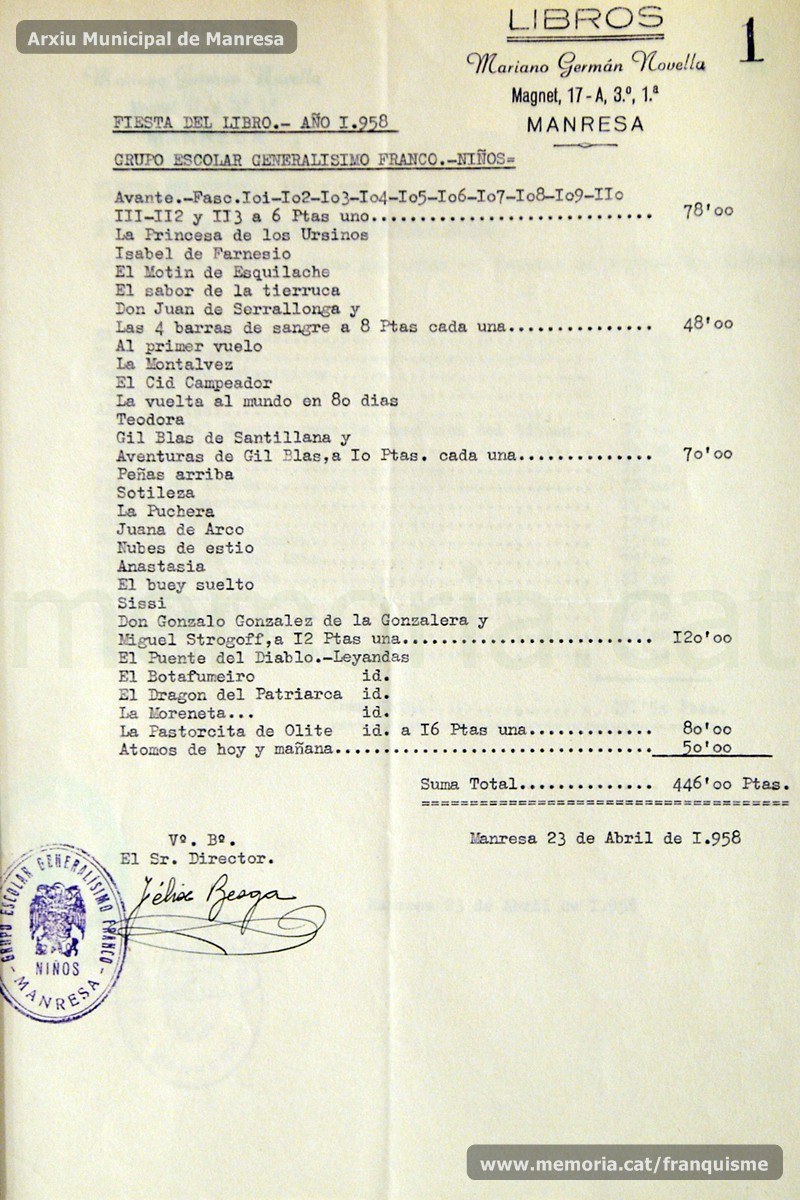 Arxiu Municipal de Manresa
LIBROS
1
Mariano Germán Novella
Magnet, 17-A, 3.º, 1.ª
MANRESA
FIESTA DEL LIBRO.- AÑO I.958
GRUPO ESCOLAR GENERALISIMO FRANCO.-NIÑOS=
Avante.-Fasc.IoI-Io2-Io3-Io4-Io5-Io6-Io7-Io8-Io9-IIo
III-II2 y II3 a 6 Ptas uno............................. 78'oo
La Princesa de los Ursinos
Isabel de Farnesio
El Motin de Esquilache
El sabor de la tierruca
Don Juan de Serrallonga y
Las 4 barras de sangre a 8 Ptas cada una............... 48'oo
Al primer vuelo
La Montalvez
El Cid Campeador
La vuelta al mundo en 8o dias
Teodora
Gil Blas de Santillana y
Aventuras de Gil Blas,a Io Ptas. cada una.............. 7o'oo
Peñas arriba
Sotileza
La Puchera
Juana de Arco
Nubes de estio
Anastasia
El buey suelto
Sissi
Don Gonzalo Gonzalez de la Gonzalera y
Miguel Strogoff,a I2 Ptas una.......................... I2o'oo
El Puente del Diablo.-Leyandas
El Botafumeiro id.
El Dragon del Patriarca id.
La Moreneta... id.
La Pastorcita de Olite id. a I6 Ptas una............. 8o'oo
Atomos de hoy y mañana................................. 5o'oo
Suma Total.............. 446'oo Ptas.
======================================
Vº. Bº.
El Sr. Director.
Manresa 23 de Abril de I.958
Félix Besga
GRUPO ESCOLAR GENERALÍSIMO FRANCO
NIÑOS
- MANRESA -
memoria.cat
www.memoria.cat/franquisme